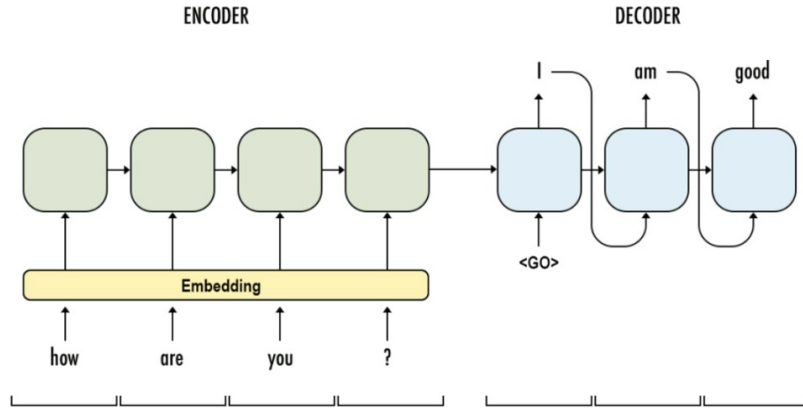 ENCODER
DECODER
I am good
<GO>
Embedding
how are you ?